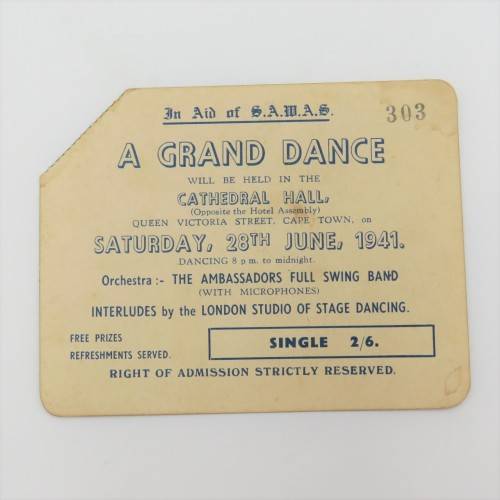 In Aid of S.A.W.A.S.
303
A GRAND DANCE
WILL BE HELD IN THE
CATHEDRAL HALL,
(Opposite the Hotel Assembly)
QUEEN VICTORIA STREET, CAPE TOWN, on
SATURDAY, 28TH JUNE, 1941.
DANCING 8 p.m. to midnight.
Orchestra :- THE AMBASSADORS FULL SWING BAND
(WITH MICROPHONES)
INTERLUDES by the LONDON STUDIO OF STAGE DANCING.
FREE PRIZES
REFRESHMENTS SERVED.
SINGLE 2/6.
RIGHT OF ADMISSION STRICTLY RESERVED.